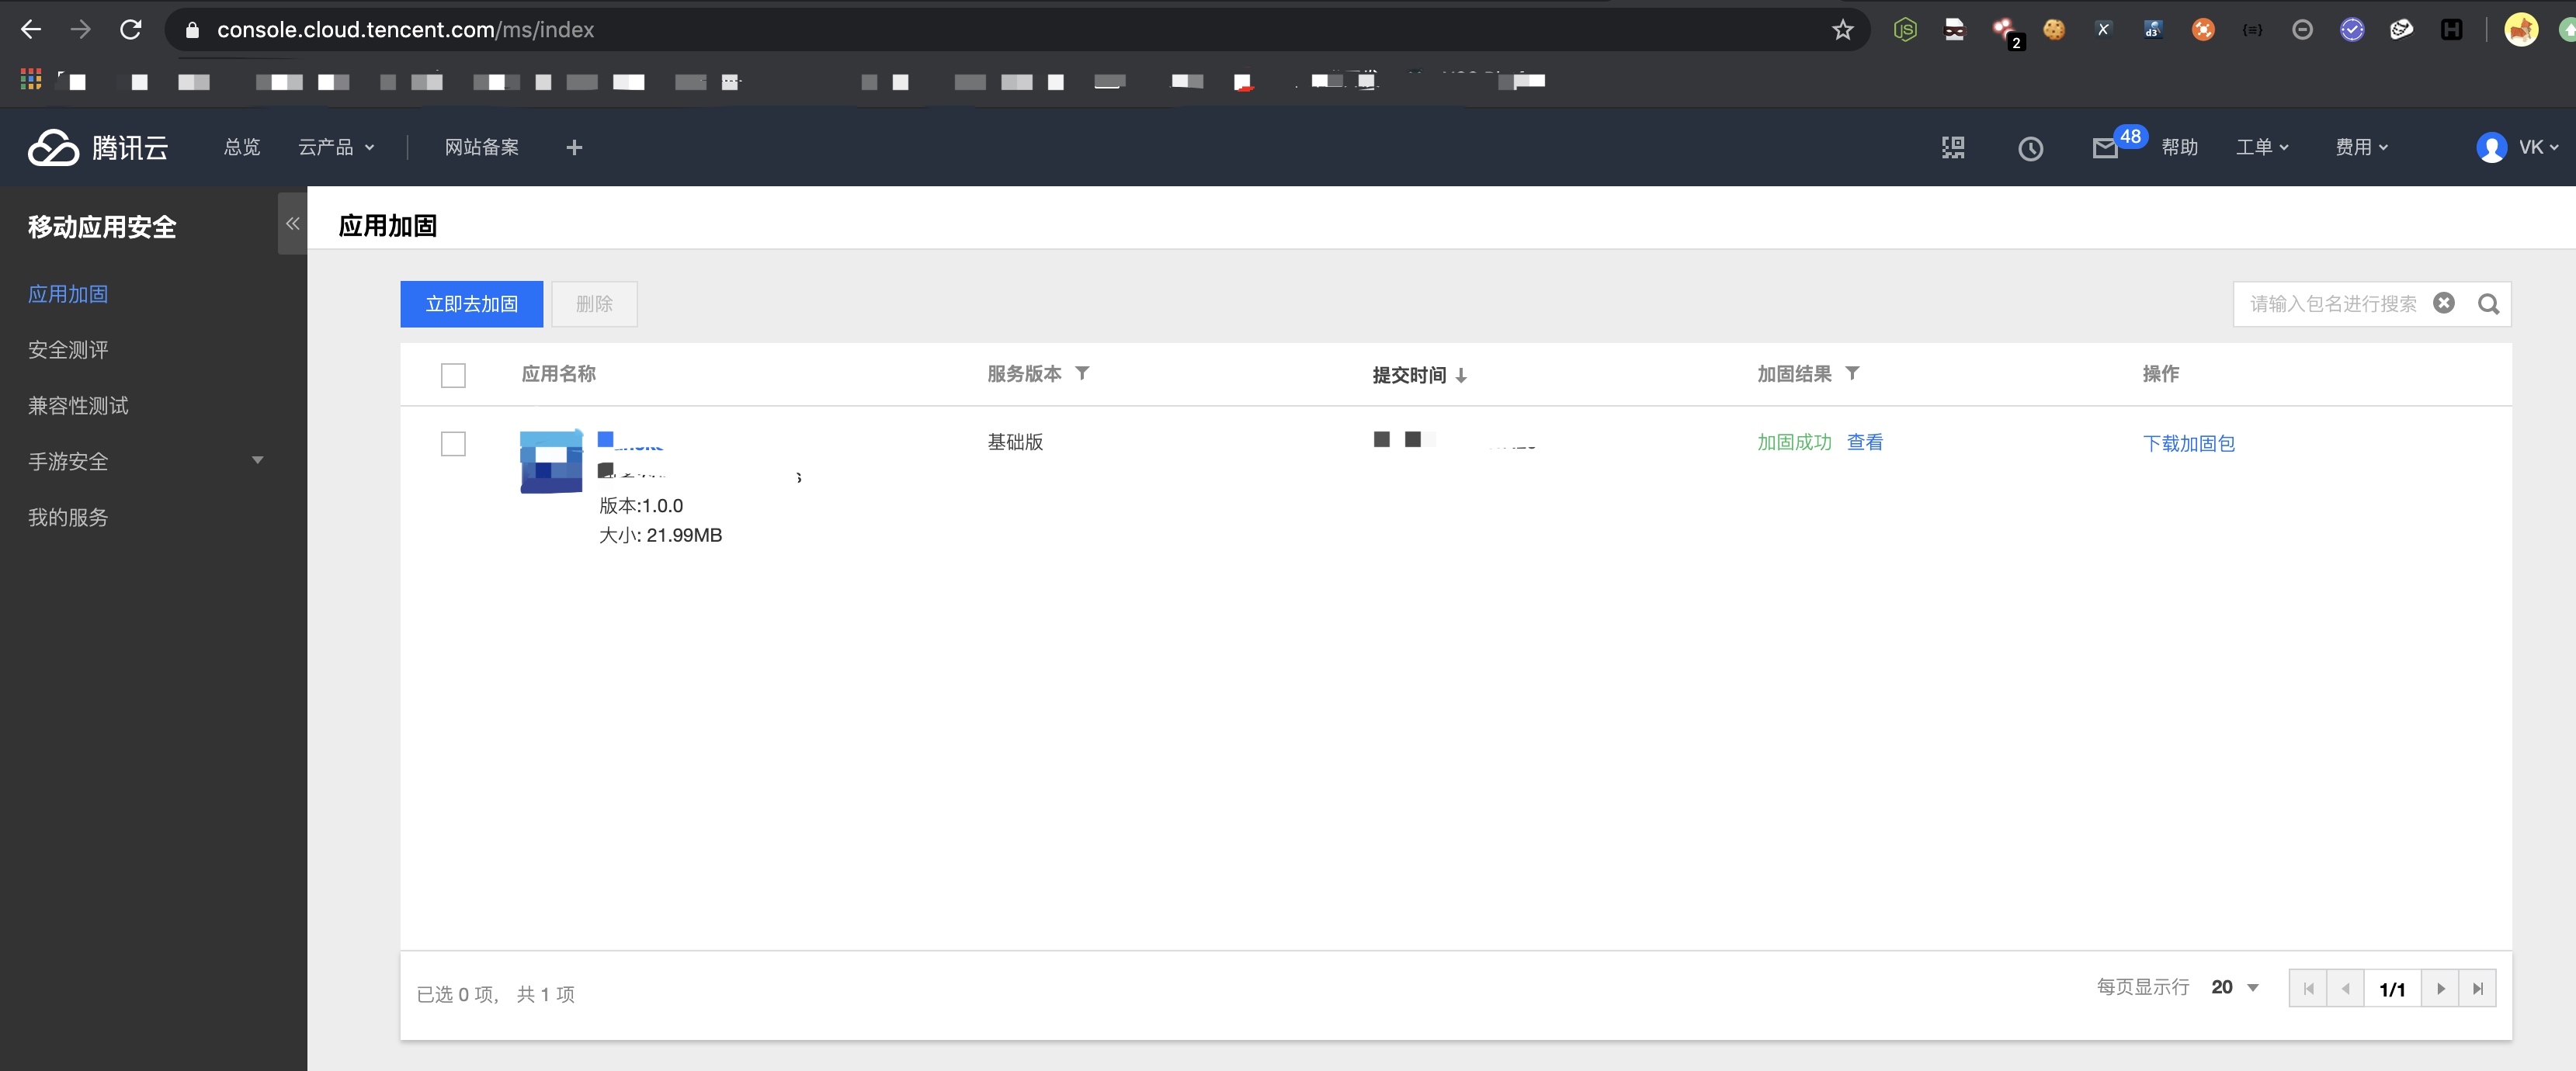 console.cloud.tencent.com/ms/index
2
腾讯云 总览 云产品 网站备案 48 帮助 工单 费用 VK
移动应用安全
应用加固
安全测评
兼容性测试
手游安全
我的服务
应用加固
立即去加固 删除 请输入包名进行搜索
应用名称 服务版本 提交时间 加固结果 操作
基础版 加固成功 查看 下载加固包
版本:1.0.0
大小: 21.99MB
已选 0 项, 共 1 项 每页显示行 20 1/1